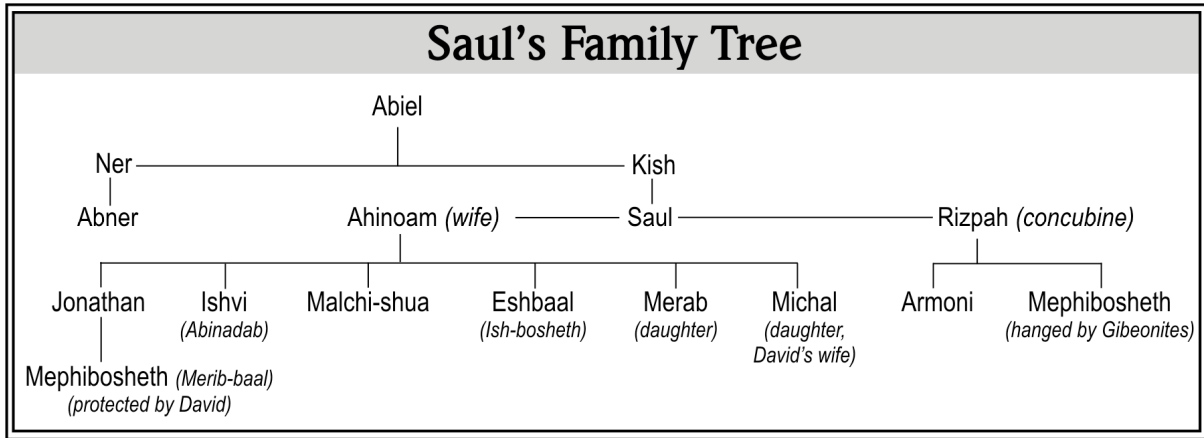 Saul's Family Tree
Abiel
Ner Kish
Abner Ahinoam (wife) Saul Rizpah (concubine)
Jonathan Ishvi Malchi-shua Eshbaal Merab Michal Armoni Mephibosheth
(Abinadab) (Ish-bosheth) (daughter) (daughter, (hanged by Gibeonites)
David's wife)
Mephibosheth (Merib-baal)
(protected by David)